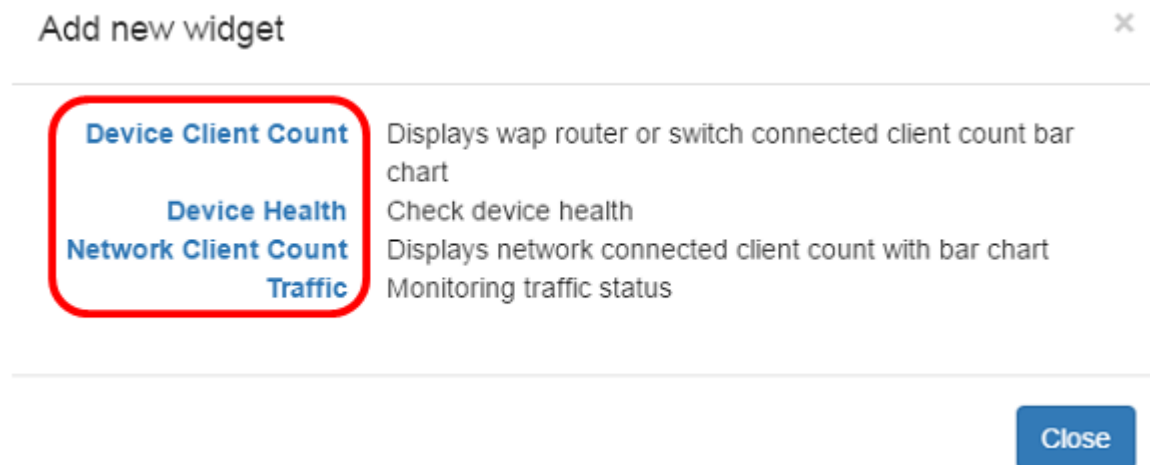 Add new widget ×
Device Client Count Displays wap router or switch connected client count bar
chart
Device Health Check device health
Network Client Count Displays network connected client count with bar chart
Traffic Monitoring traffic status
Close